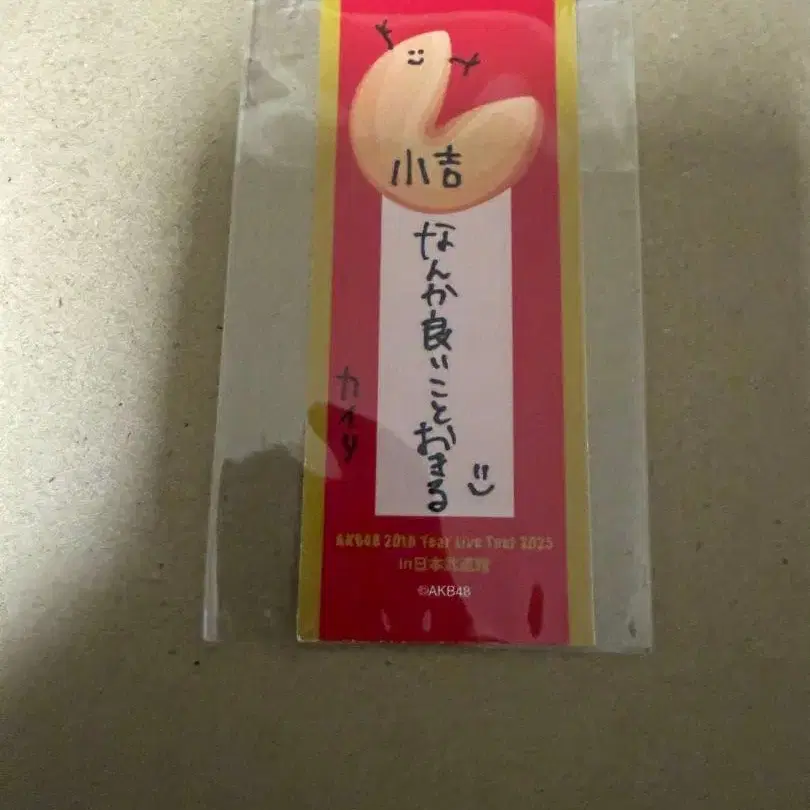 小吉
なんか良いことおきる
カイリ
AKB48 20th Year Live Tour 2025
in日本武道館
©AKB48